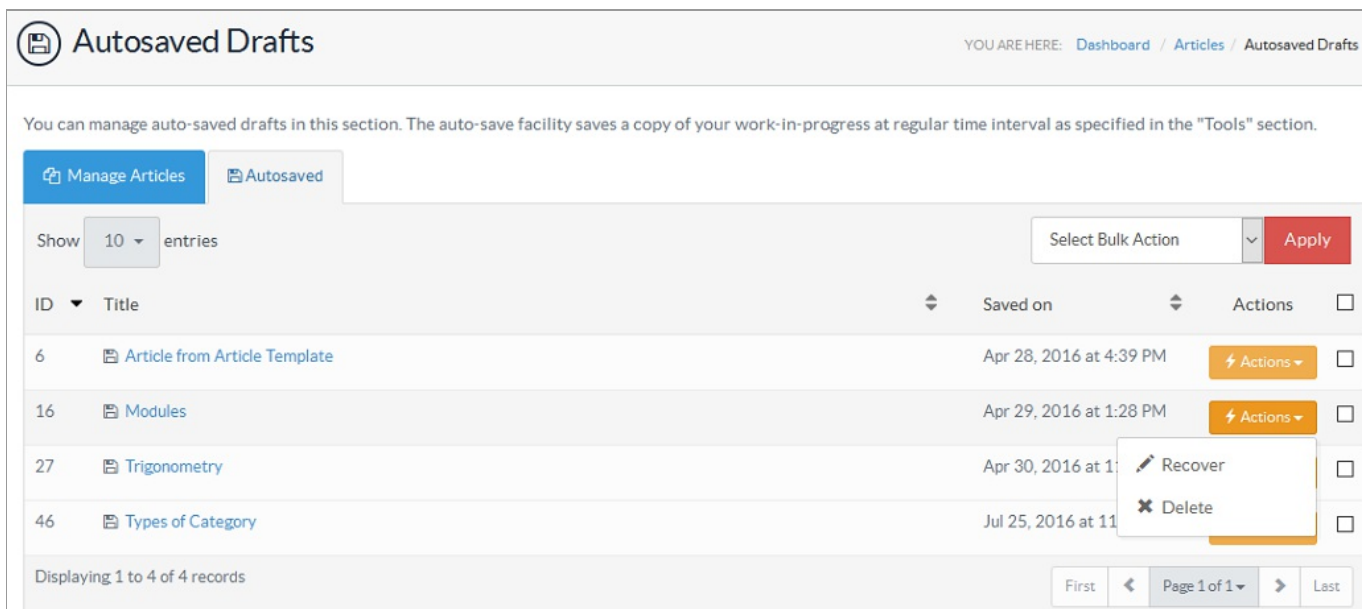 Autosaved Drafts
YOU ARE HERE: Dashboard / Articles / Autosaved Drafts
You can manage auto-saved drafts in this section. The auto-save facility saves a copy of your work-in-progress at regular time interval as specified in the "Tools" section.
Manage Articles Autosaved
Show 10 entries Select Bulk Action Apply
ID Title Saved on Actions
6 Article from Article Template Apr 28, 2016 at 4:39 PM Actions
16 Modules Apr 29, 2016 at 1:28 PM Actions
27 Trigonometry Apr 30, 2016 at Recover
46 Types of Category Jul 25, 2016 at 11 Delete
Displaying 1 to 4 of 4 records First Page 1 of 1 Last